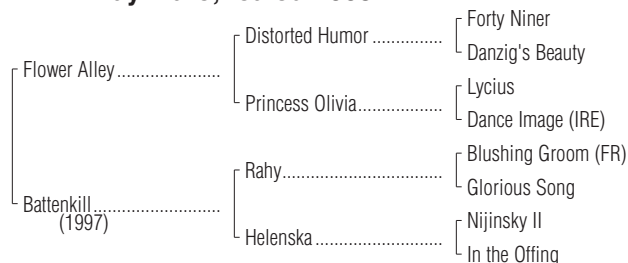 Forty Niner
Distorted Humor
Danzig's Beauty
Flower Alley
Lycius
Princess Olivia
Dance Image (IRE)
Blushing Groom (FR)
Rahy
Glorious Song
Battenkill
(1997)
Nijinsky II
Helenska
In the Offing